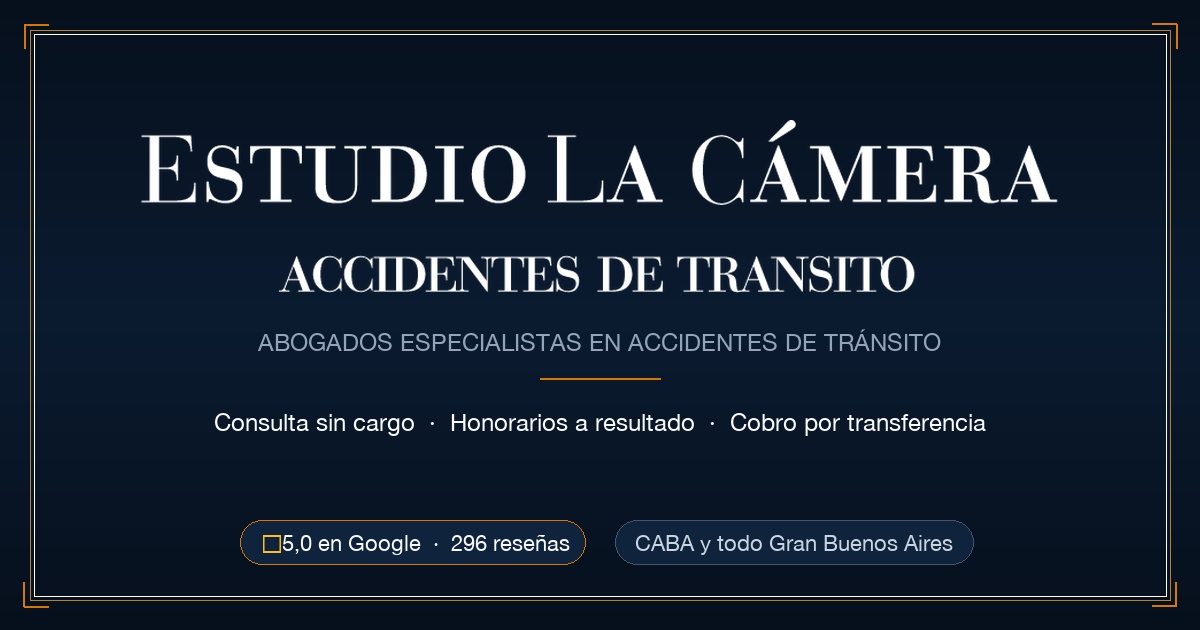 ESTUDIO LA CÁMERA
ACCIDENTES DE TRANSITO
ABOGADOS ESPECIALISTAS EN ACCIDENTES DE TRÁNSITO
Consulta sin cargo · Honorarios a resultado · Cobro por transferencia
□5,0 en Google · 296 reseñas
CABA y todo Gran Buenos Aires